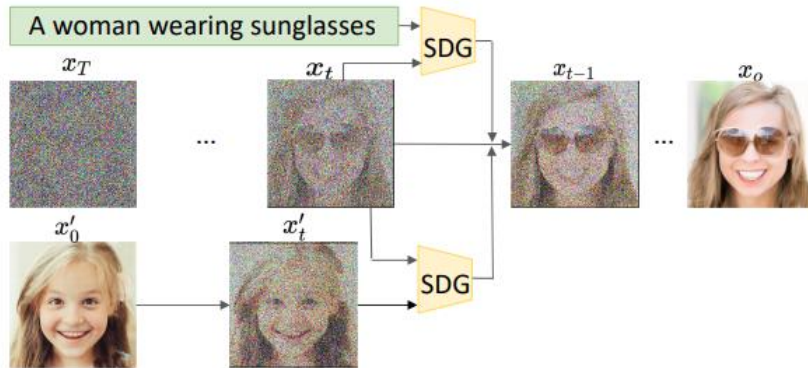 A woman wearing sunglasses
SDG
x_T
x_t
x_{t-1}
x_o
...
...
x'_0
x'_t
SDG